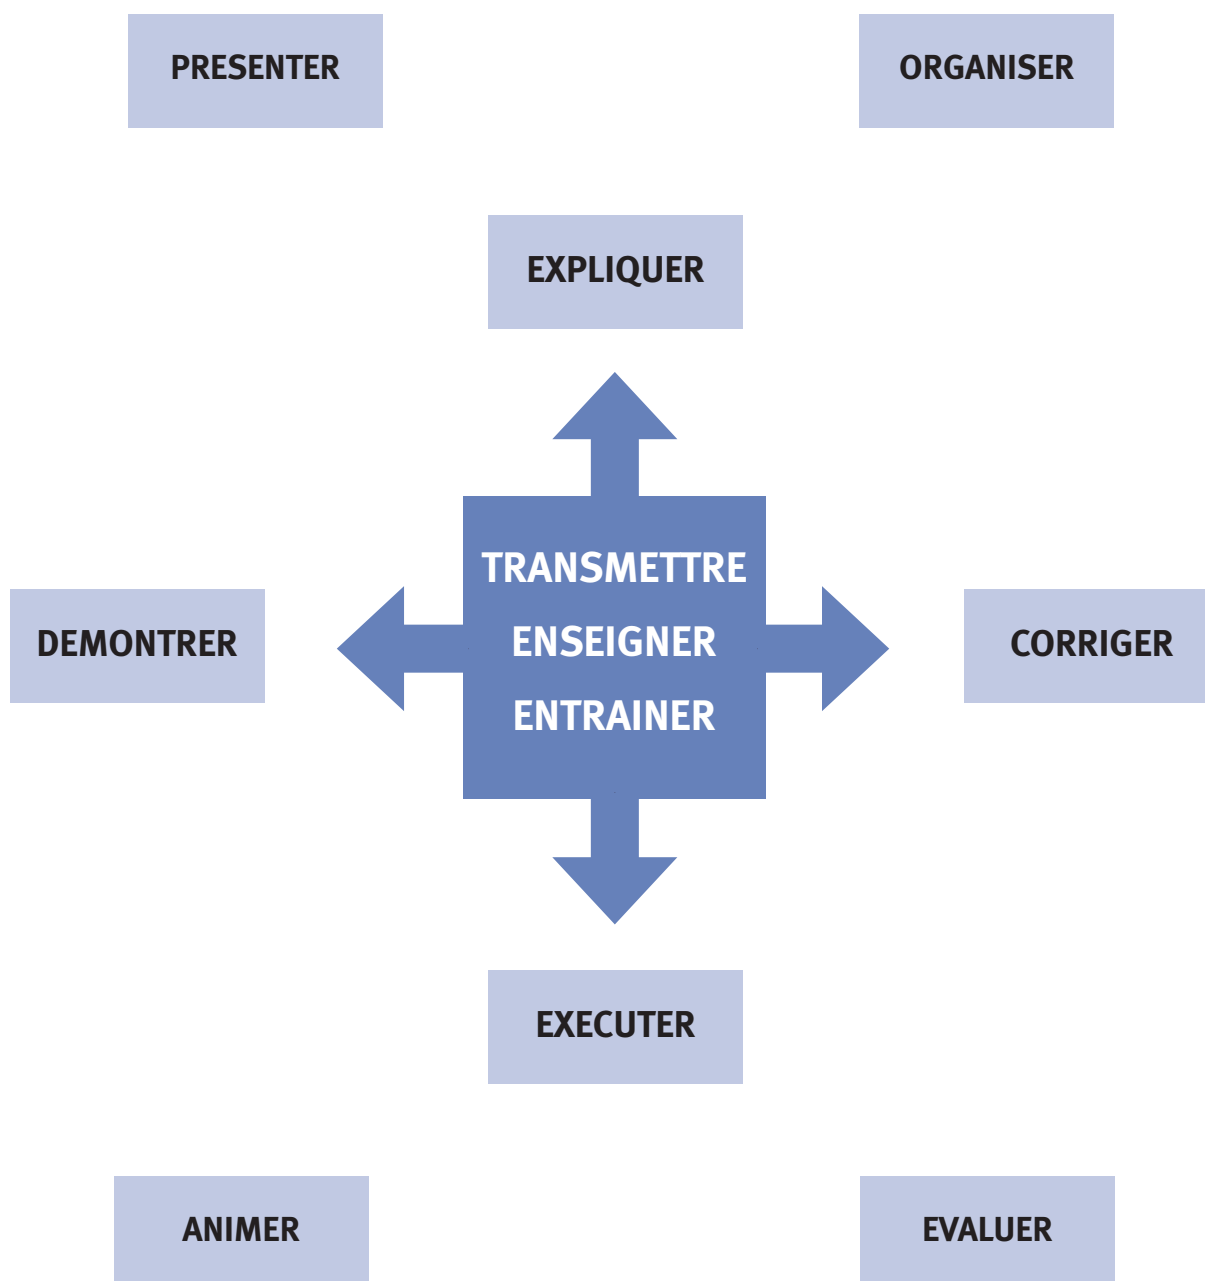 PRESENTER
ORGANISER
EXPLIQUER
TRANSMETTRE
ENSEIGNER
ENTRAINER
DEMONTRER
CORRIGER
EXECUTER
ANIMER
EVALUER